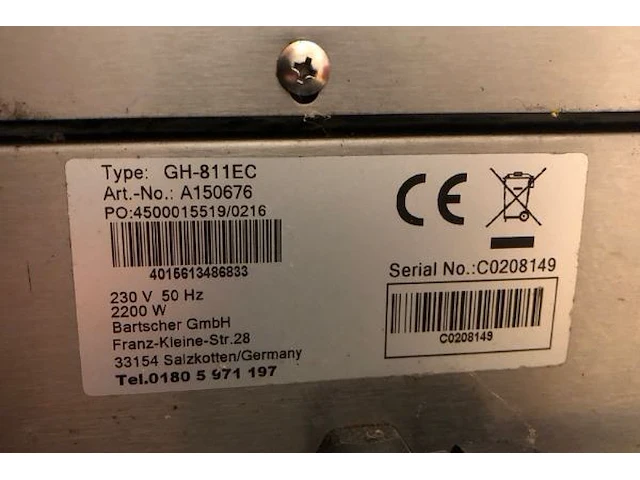 Type: GH-811EC
Art.-No.: A150676
PO:4500015519/0216
4015613486833
230 V 50 Hz
2200 W
Bartscher GmbH
Franz-Kleine-Str.28
33154 Salzkotten/Germany
Tel.0180 5 971 197
CE
Serial No.:C0208149
C0208149